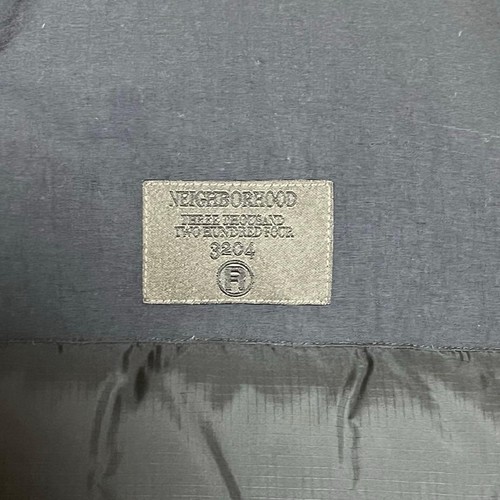 NEIGHBORHOOD
THREE THOUSAND
TWO HUNDRED FOUR
3204
R